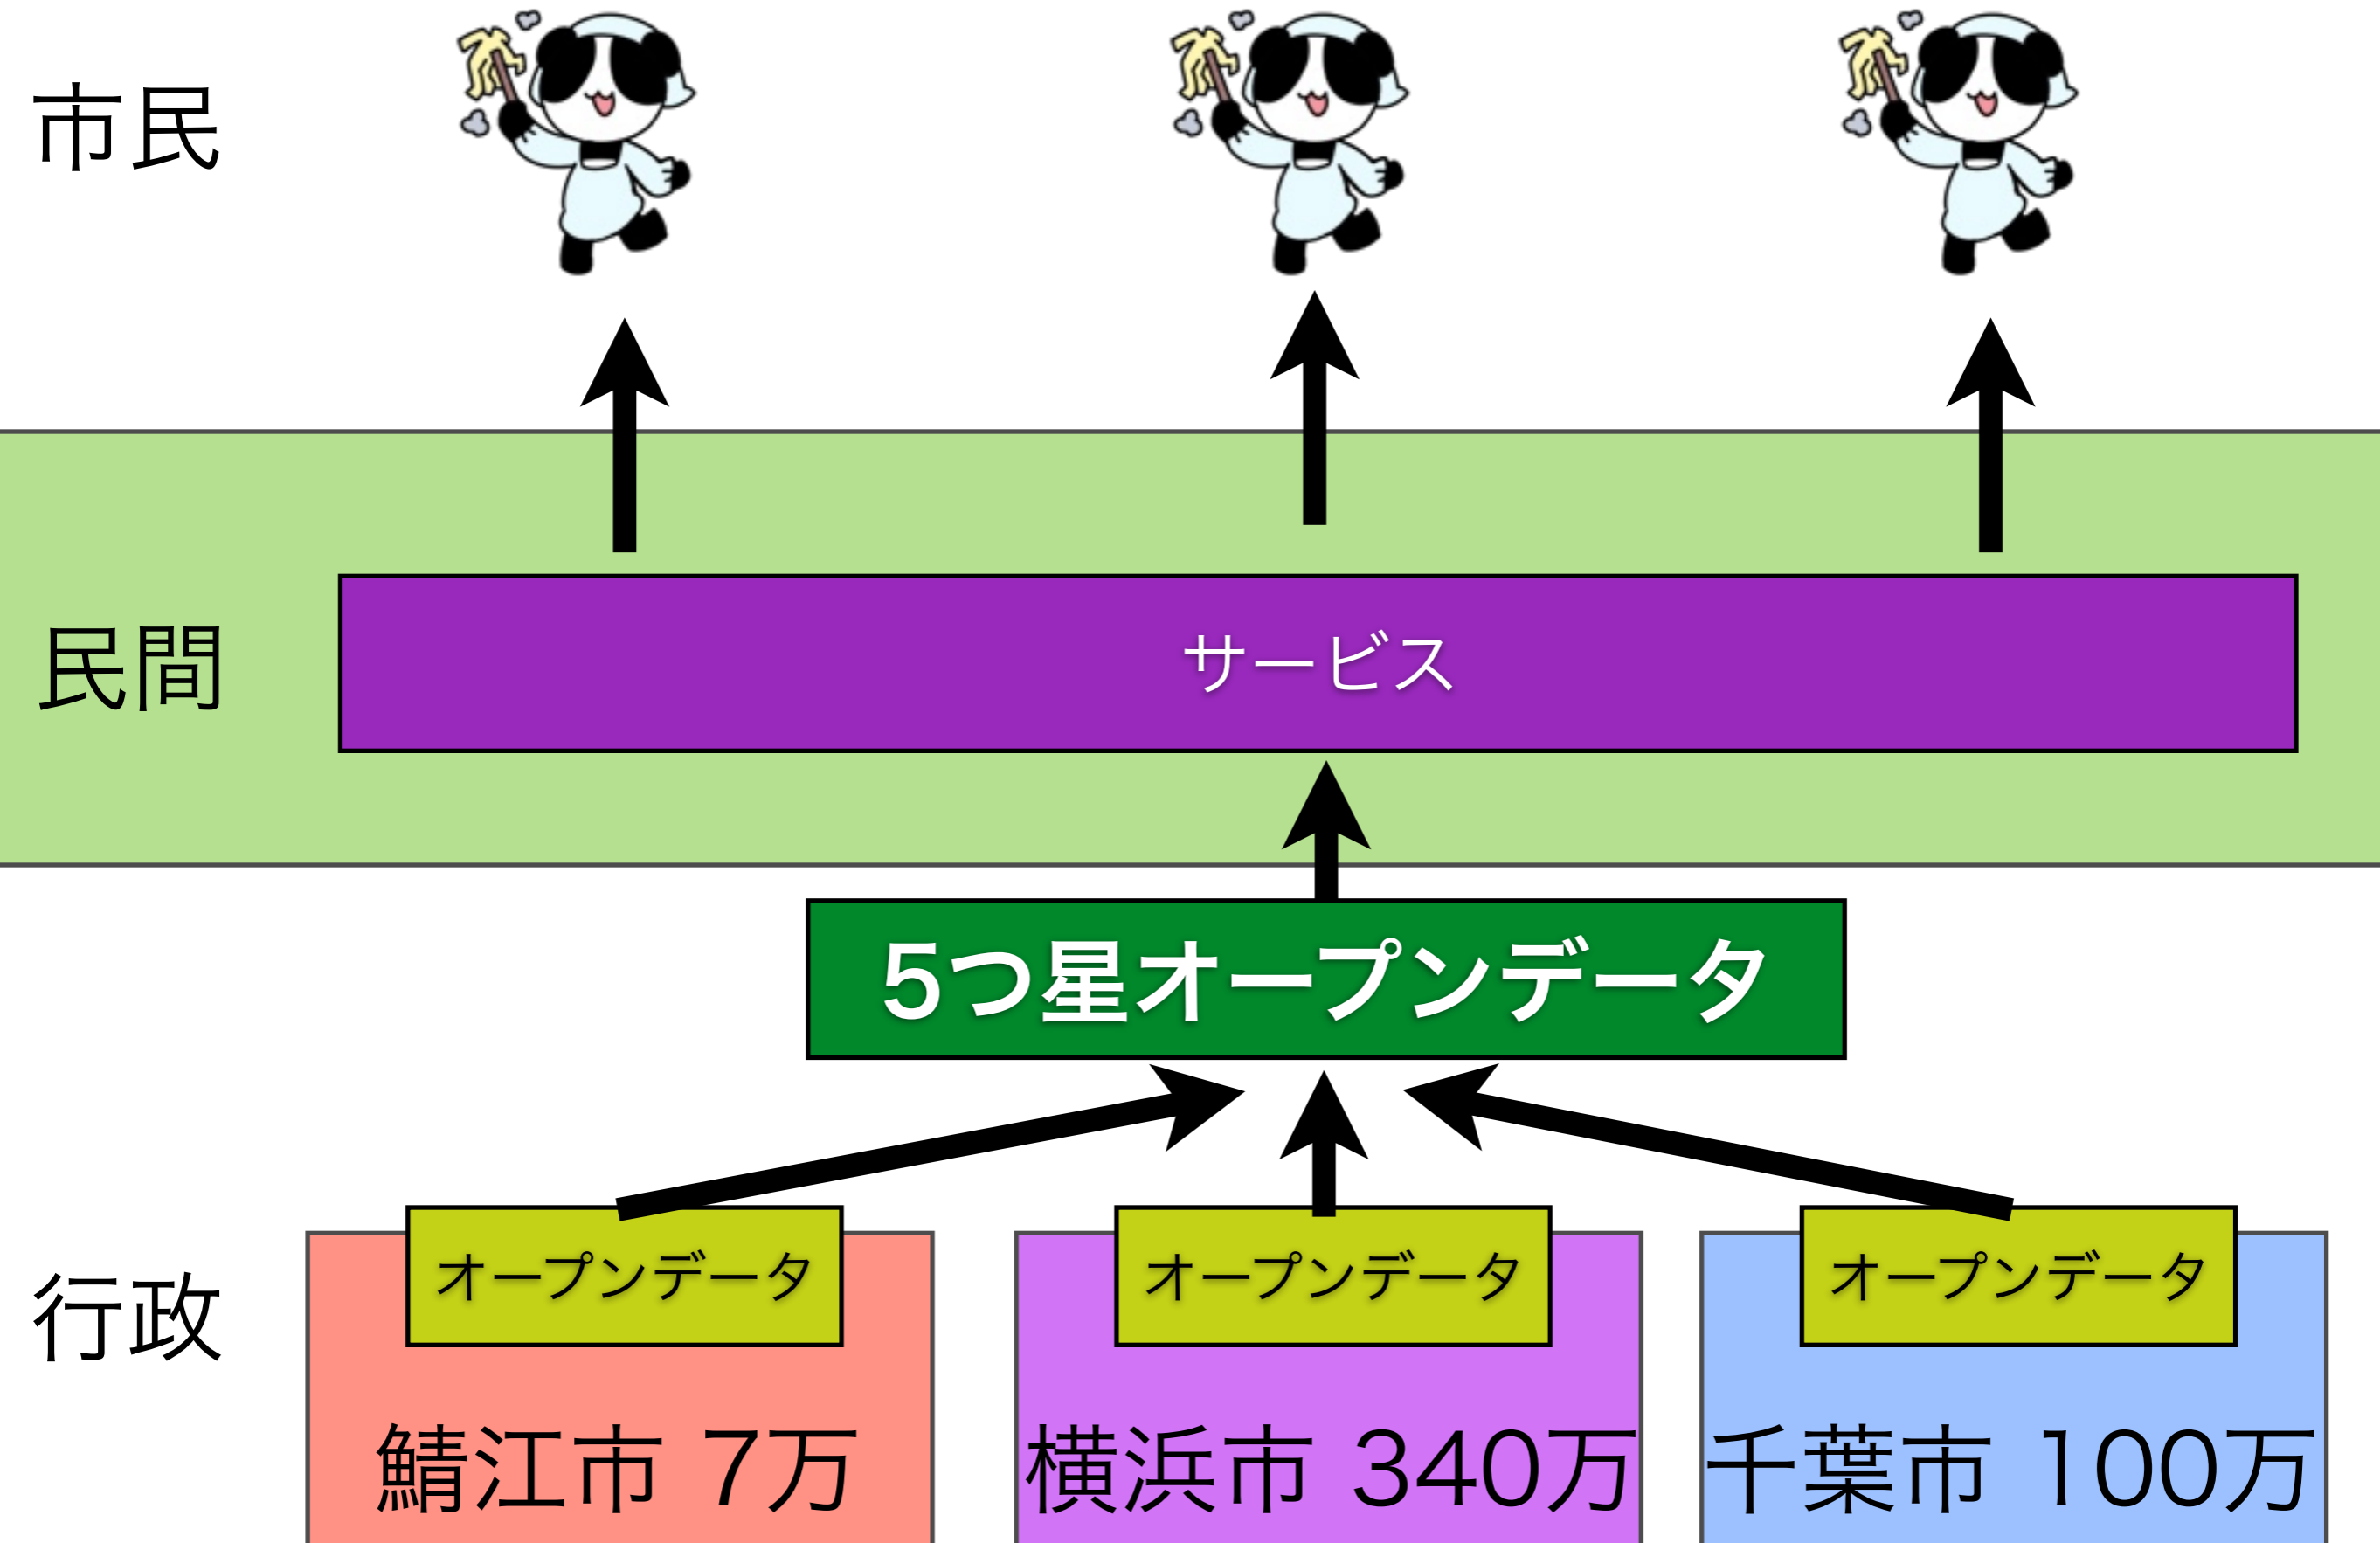 市民
民間
サービス
5つ星オープンデータ
行政
オープンデータ
オープンデータ
オープンデータ
鯖江市 7万
横浜市 340万
千葉市 100万